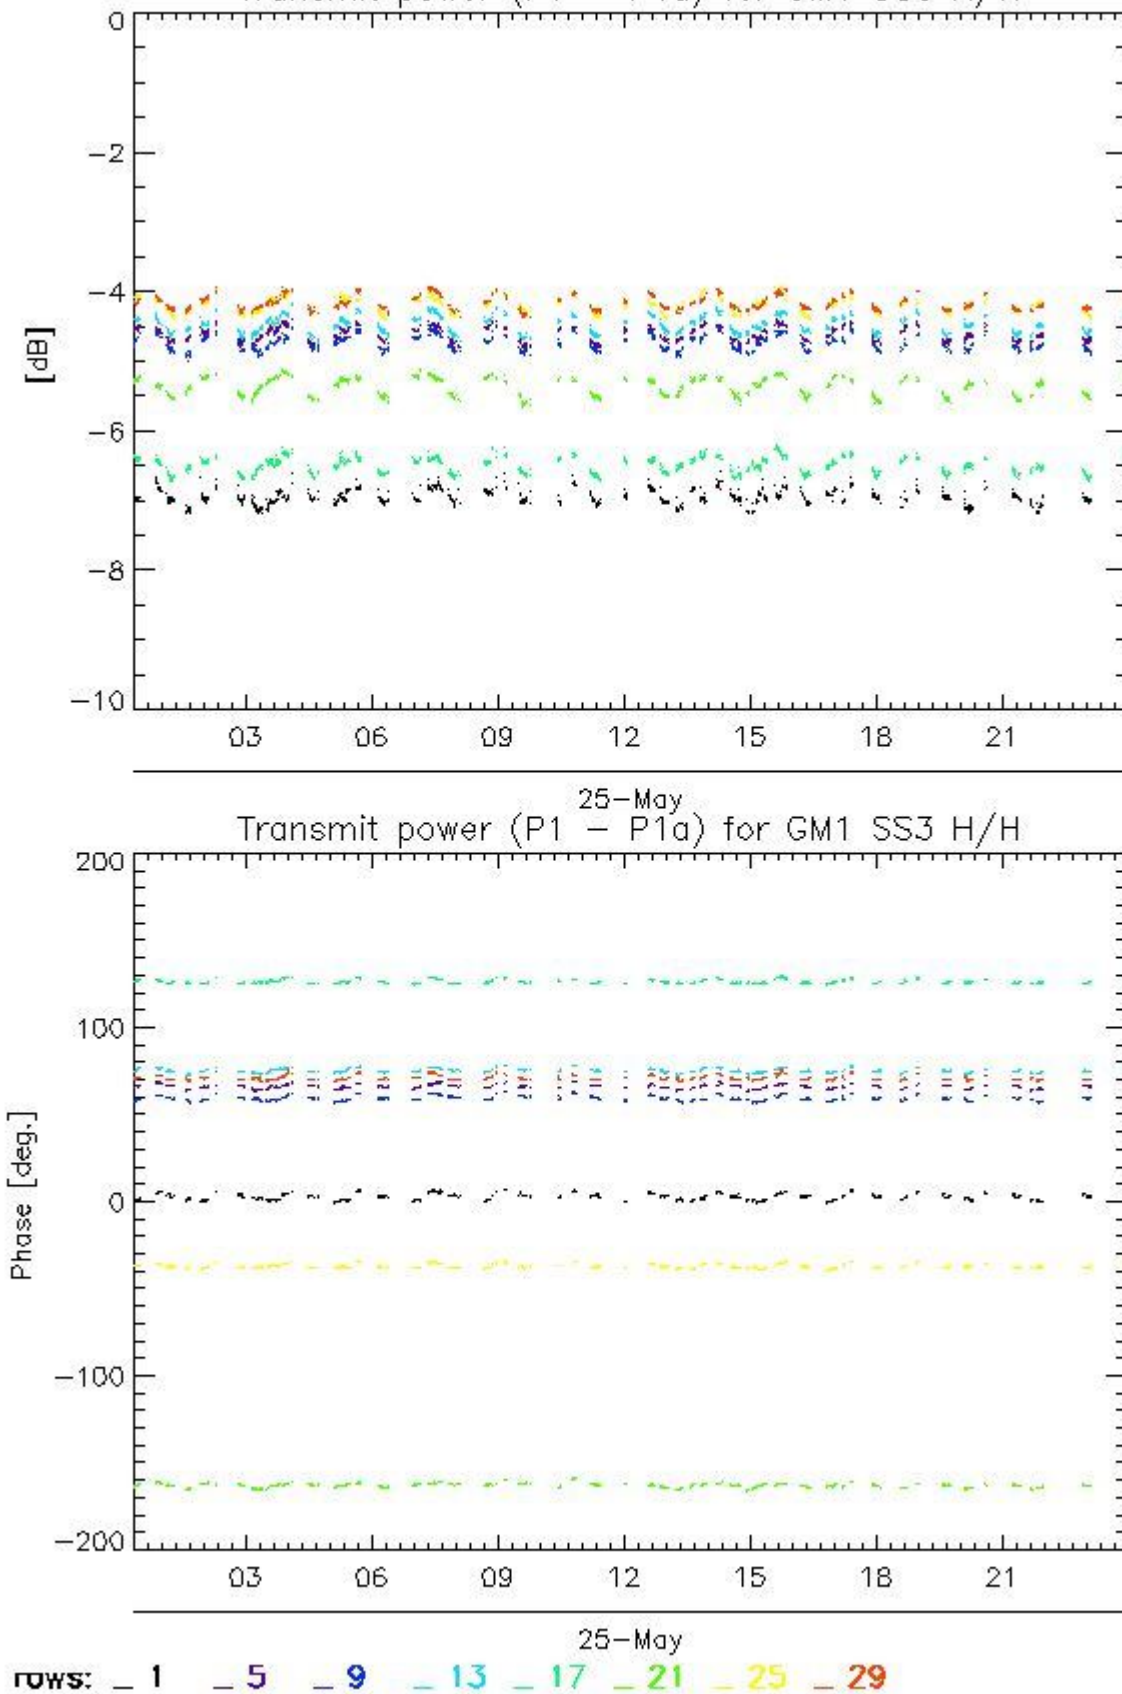 0
−2
−4
[dB]
−6
−8
−10
03 06 09 12 15 18 21
25-May
Transmit power (P1 − P1a) for GM1 SS3 H/H
200
100
Phase [deg.]
0
−100
−200
03 06 09 12 15 18 21
25-May
rows: _ 1 _ 5 _ 9 _ 13 _ 17 _ 21 _ 25 _ 29